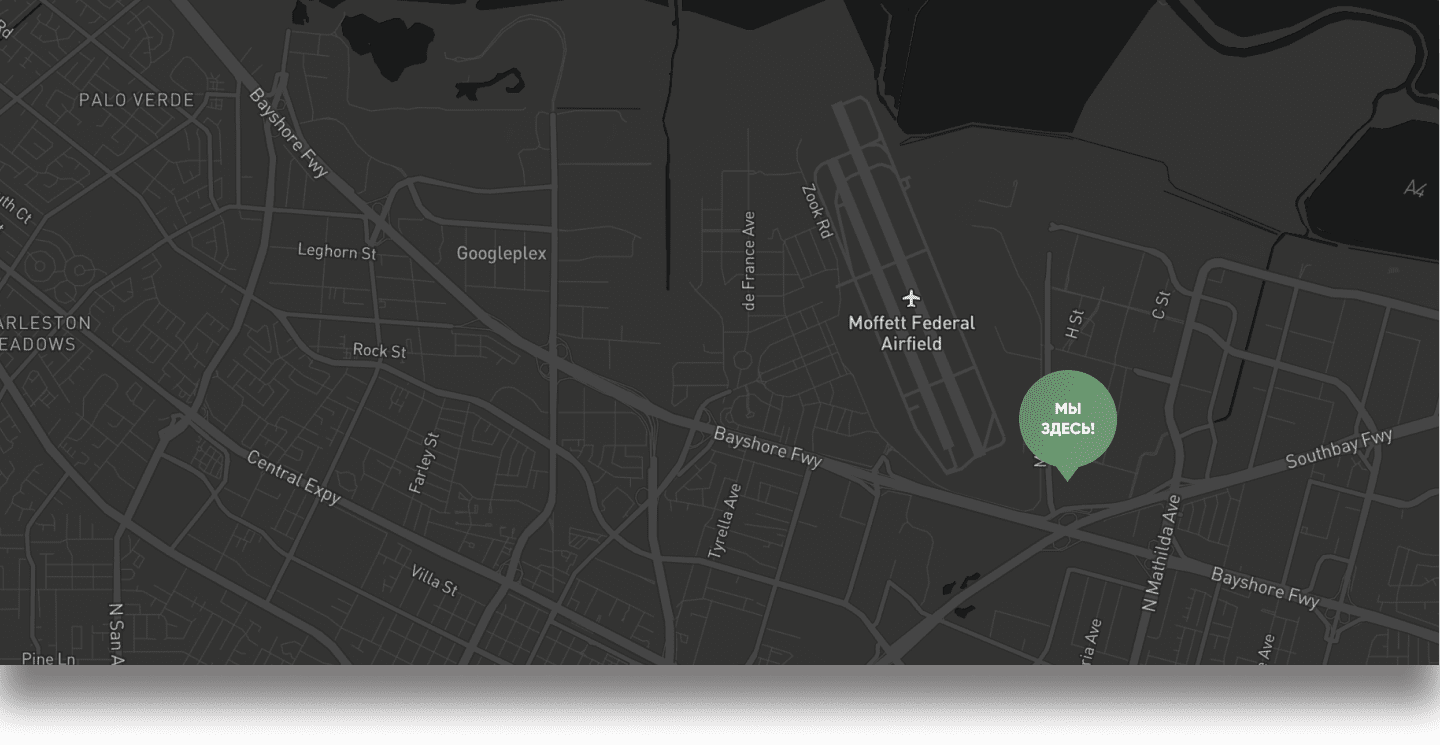 Rd
PALO VERDE
Bayshore Fwy
A4
Zook Rd
de France Ave
Leghorn St
Googleplex
Moffett Federal
Airfield
H St
C St
ARLESTON
EADOWS
Rock St
МЫ
ЗДЕСЬ!
Bayshore Fwy
Southbay Fwy
Farley St
Central Expy
Tyrella Ave
N Mathilda Ave
Villa St
Bayshore Fwy
N San A
ria Ave
e Ave
Pine Ln